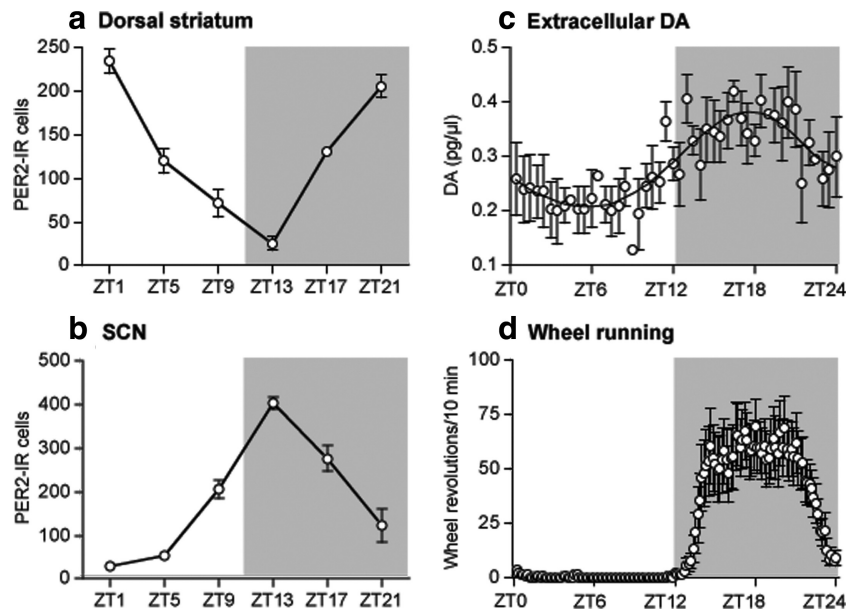 a Dorsal striatum
PER2-IR cells
250
200
150
100
50
0
ZT1 ZT5 ZT9 ZT13 ZT17 ZT21
b SCN
PER2-IR cells
500
400
300
200
100
0
ZT1 ZT5 ZT9 ZT13 ZT17 ZT21
c Extracellular DA
DA (pg/µl)
0.5
0.4
0.3
0.2
0.1
ZT0 ZT6 ZT12 ZT18 ZT24
d Wheel running
Wheel revolutions/10 min
100
75
50
25
0
ZT0 ZT6 ZT12 ZT18 ZT24